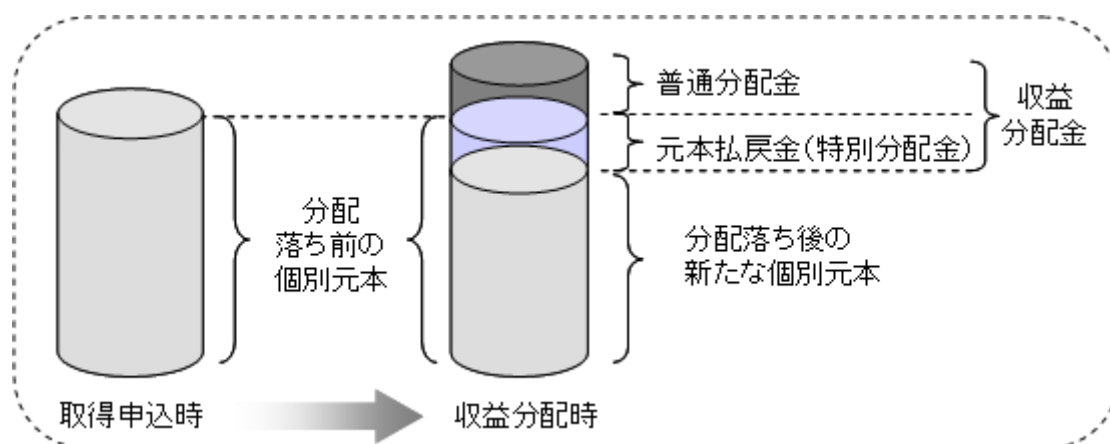 普通分配金
収益
分配金
元本払戻金(特別分配金)
分配
落ち前の
個別元本
分配落ち後の
新たな個別元本
取得申込時
収益分配時